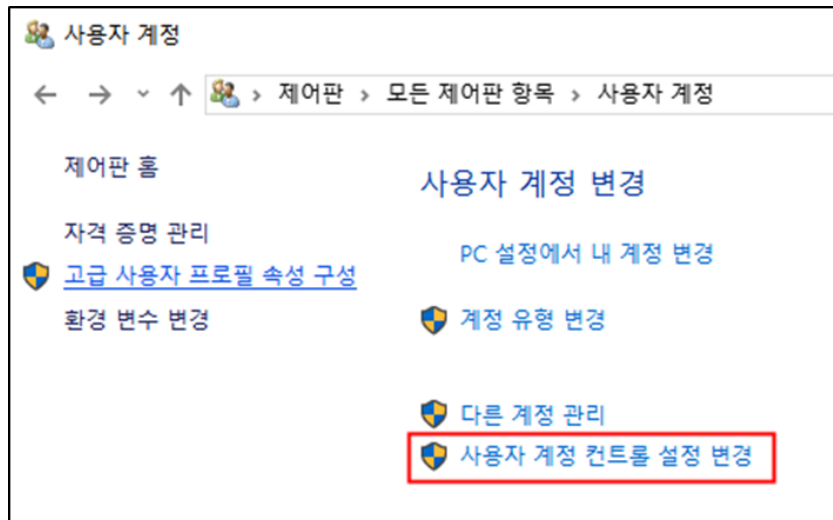 사용자 계정
제어판 > 모든 제어판 항목 > 사용자 계정
제어판 홈
자격 증명 관리
고급 사용자 프로필 속성 구성
환경 변수 변경
사용자 계정 변경
PC 설정에서 내 계정 변경
계정 유형 변경
다른 계정 관리
사용자 계정 컨트롤 설정 변경